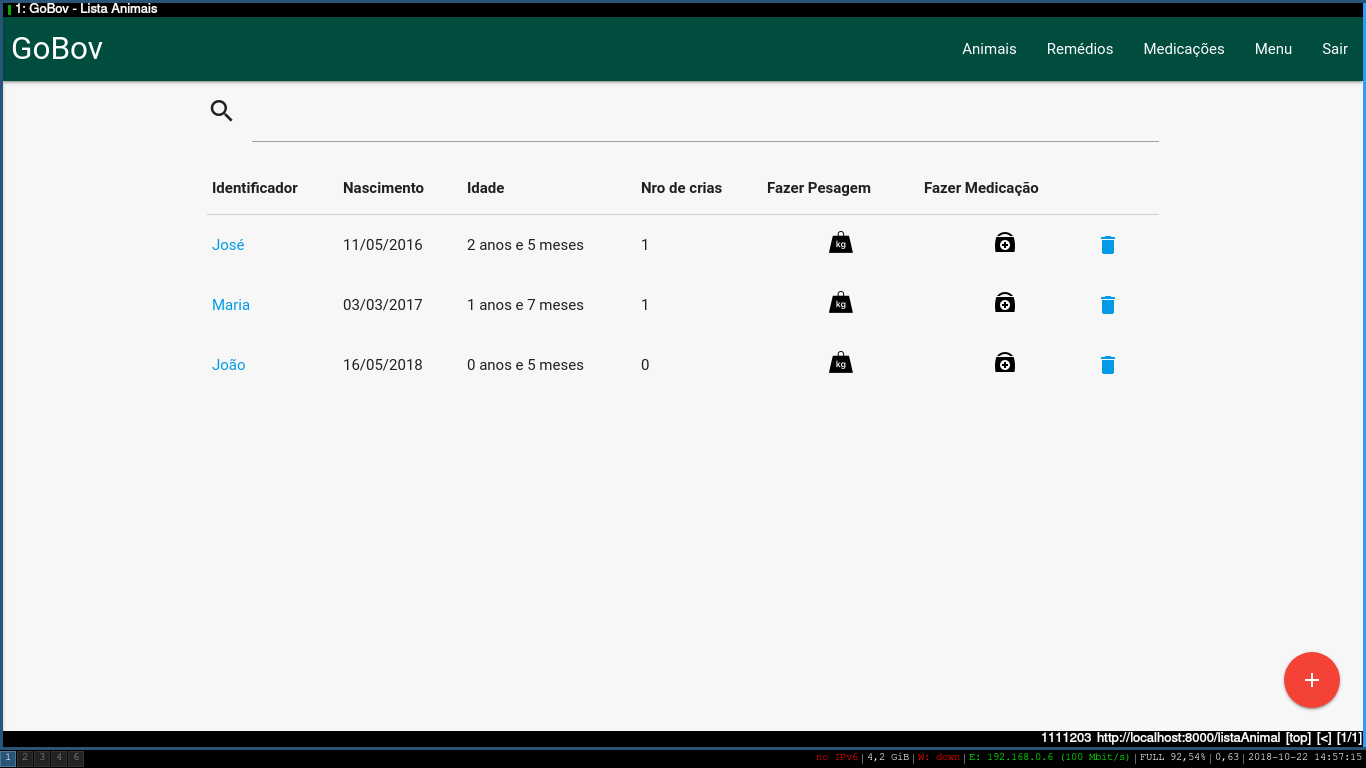 1: GoBov - Lista Animais
GoBov Animais Remédios Medicações Menu Sair
Identificador Nascimento Idade Nro de crias Fazer Pesagem Fazer Medicação
José 11/05/2016 2 anos e 5 meses 1 kg
Maria 03/03/2017 1 anos e 7 meses 1 kg
João 16/05/2018 0 anos e 5 meses 0 kg
1111203 http://localhost:8000/listaAnimal [top] [<] [1/1]
1 2 3 4 6 no IPv6|4,2 GiB|W: down|E: 192.168.0.6 (100 Mbit/s)|FULL 92,54%|0,63|2018-10-22 14:57:15